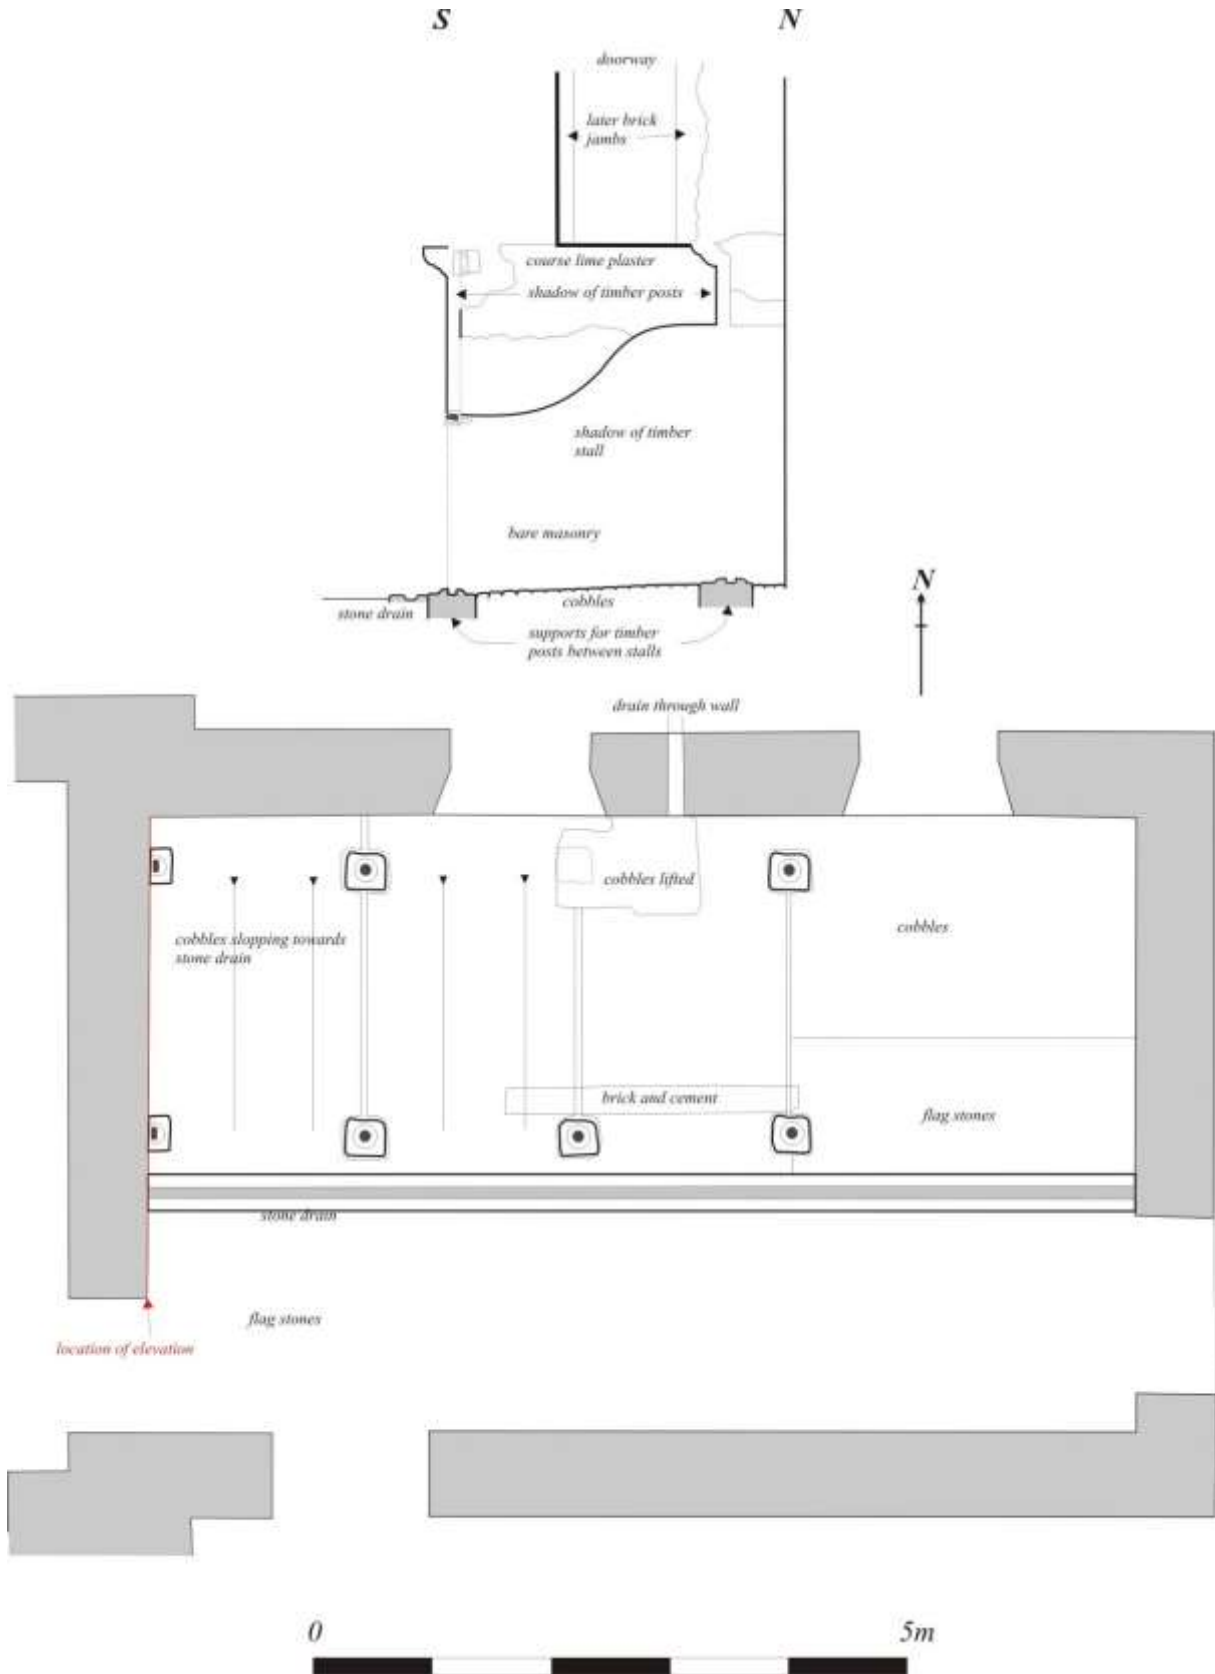 S N
doorway
later brick
jambs
course lime plaster
shadow of timber posts
shadow of timber
stall
bare masonry
N
cobbles
stone drain
supports for timber
posts between stalls
drain through wall
cobbles lifted
cobbles
cobbles slopping towards
stone drain
brick and cement
flag stones
stone drain
flag stones
location of elevation
0 5m